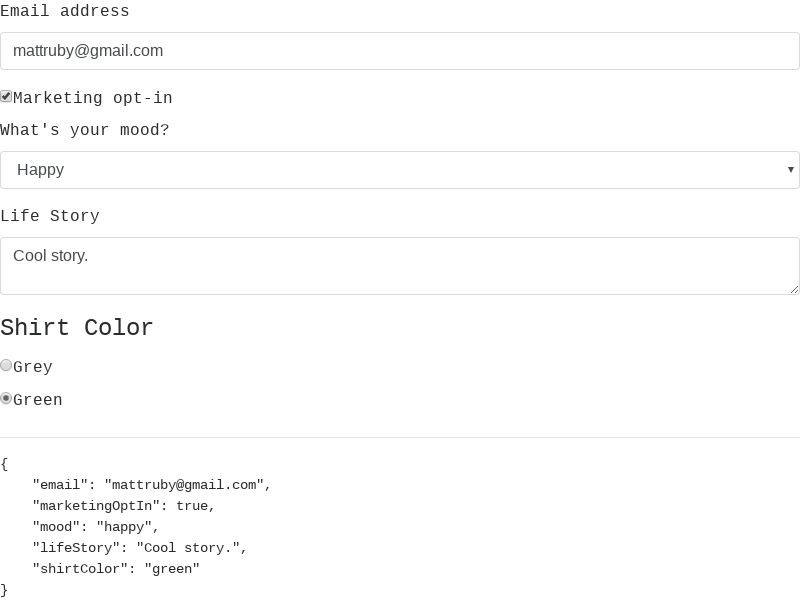 Email address
mattruby@gmail.com
Marketing opt-in
What's your mood?
Happy
Life Story
Cool story.
Shirt Color
Grey
Green
{
    "email": "mattruby@gmail.com",
    "marketingOptIn": true,
    "mood": "happy",
    "lifeStory": "Cool story.",
    "shirtColor": "green"
}